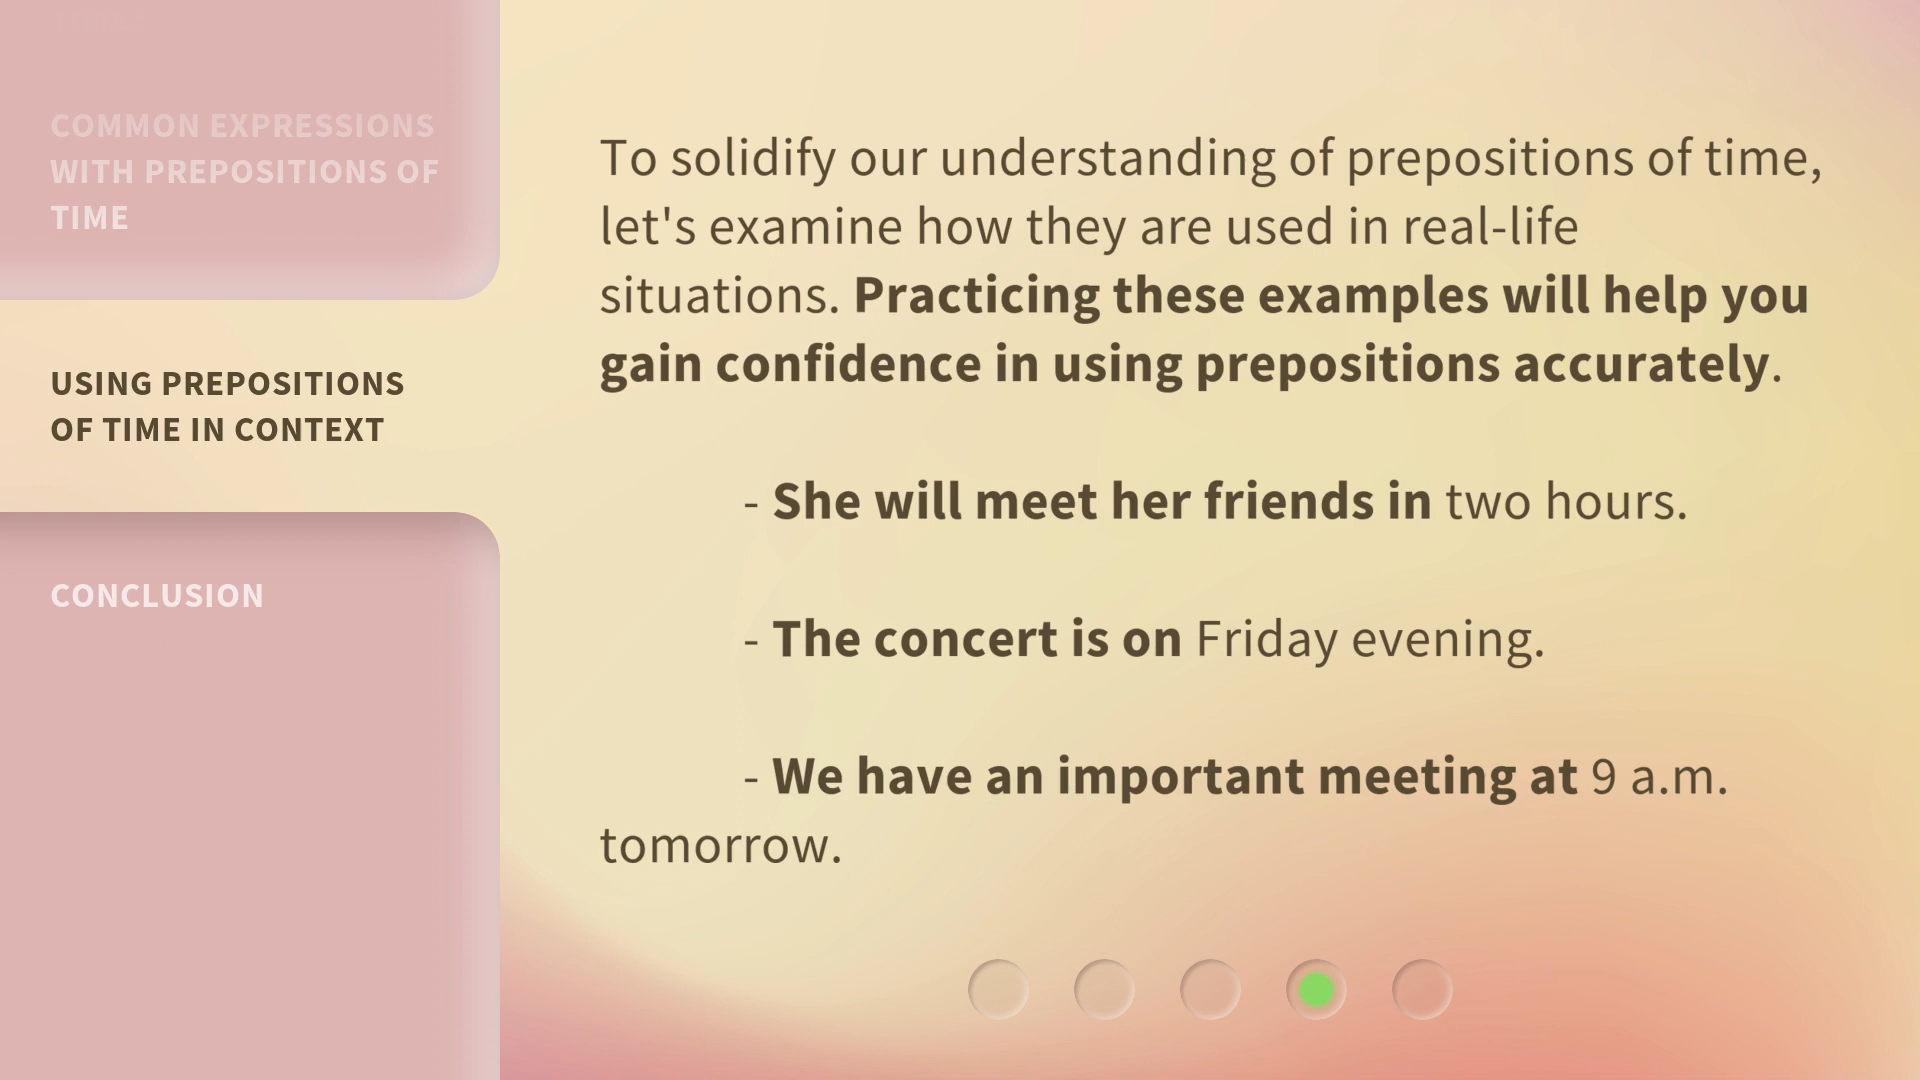 COMMON EXPRESSIONS
WITH PREPOSITIONS OF
TIME
USING PREPOSITIONS
OF TIME IN CONTEXT
CONCLUSION
To solidify our understanding of prepositions of time,
let's examine how they are used in real-life
situations. Practicing these examples will help you
gain confidence in using prepositions accurately.
- She will meet her friends in two hours.
- The concert is on Friday evening.
- We have an important meeting at 9 a.m.
tomorrow.